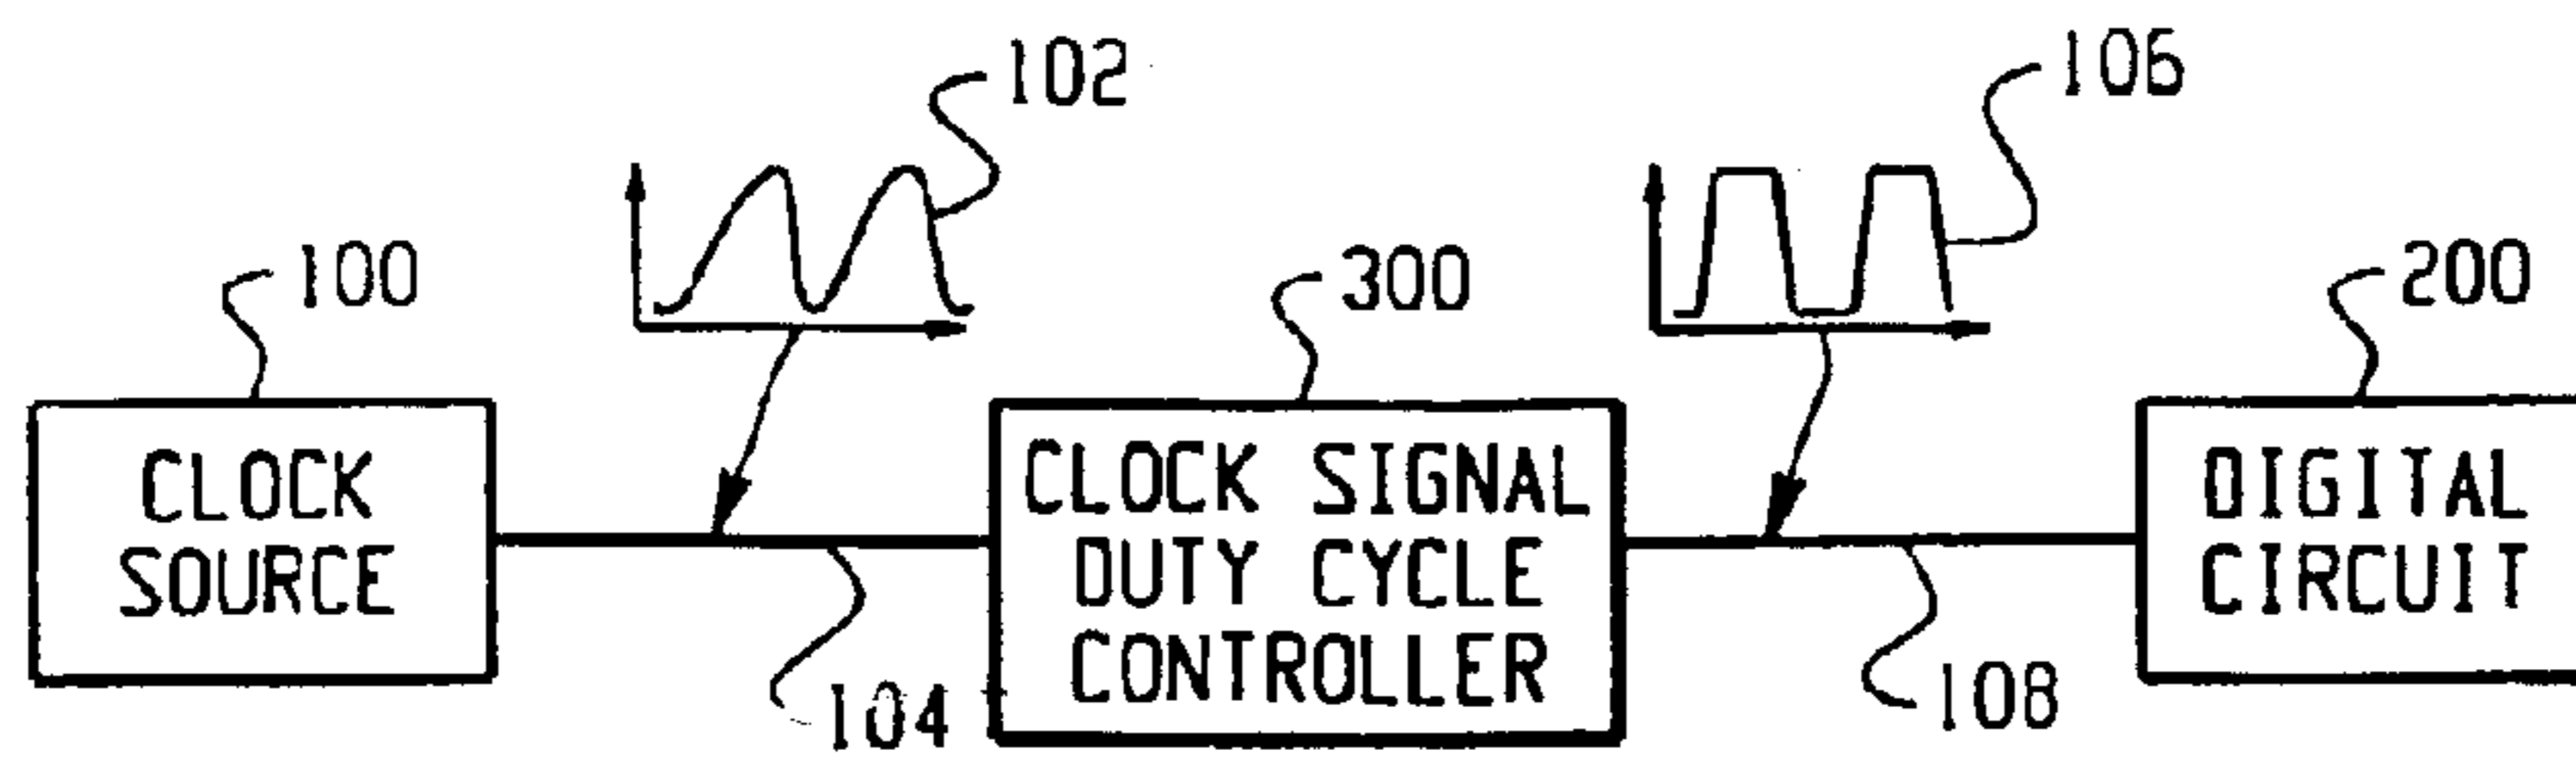 102
106
100
300
200
CLOCK
SOURCE
CLOCK SIGNAL
DUTY CYCLE
CONTROLLER
DIGITAL
CIRCUIT
104
108